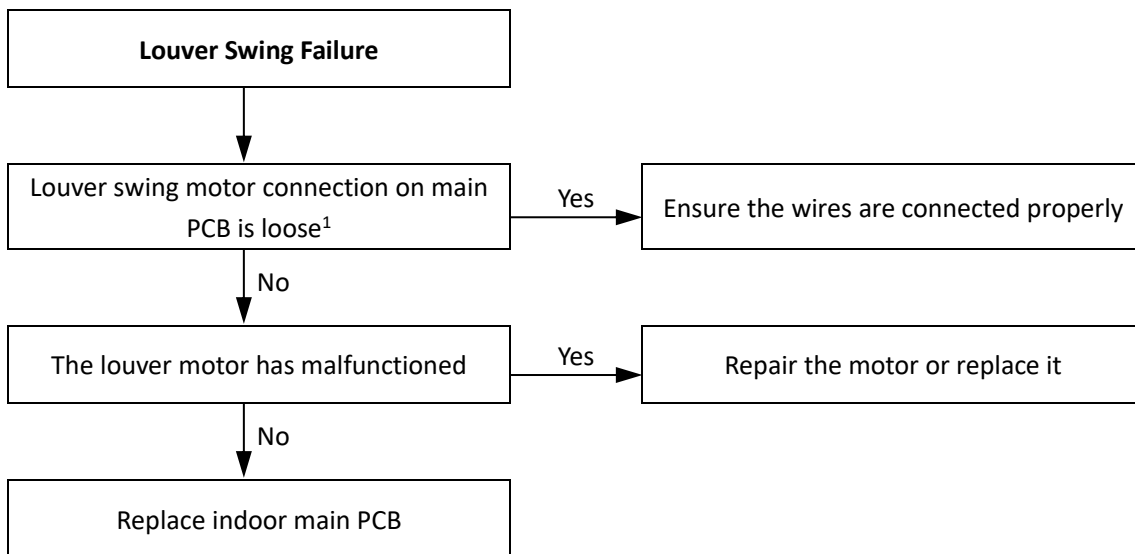 Louver Swing Failure
Louver swing motor connection on main
PCB is loose¹
Yes
Ensure the wires are connected properly
No
The louver motor has malfunctioned
Yes
Repair the motor or replace it
No
Replace indoor main PCB